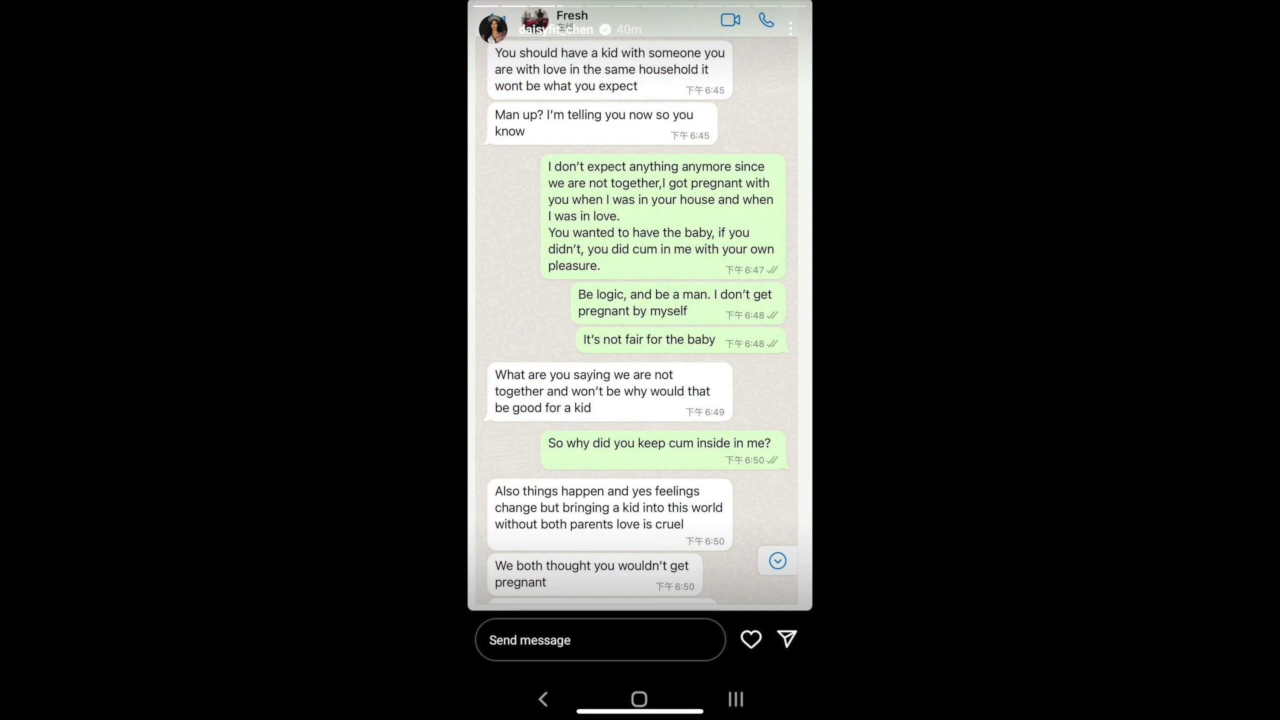 Fresh
daisyfit_chen 40m
You should have a kid with someone you
are with love in the same household it
wont be what you expect
下午6:45
Man up? I'm telling you now so you
know
下午6:45
I don't expect anything anymore since
we are not together,I got pregnant with
you when I was in your house and when
I was in love.
You wanted to have the baby, if you
didn't, you did cum in me with your own
pleasure.
下午6:47
Be logic, and be a man. I don't get
pregnant by myself
下午6:48
It's not fair for the baby
下午6:48
What are you saying we are not
together and won't be why would that
be good for a kid
下午6:49
So why did you keep cum inside in me?
下午6:50
Also things happen and yes feelings
change but bringing a kid into this world
without both parents love is cruel
下午6:50
We both thought you wouldn't get
pregnant
下午6:50
Send message